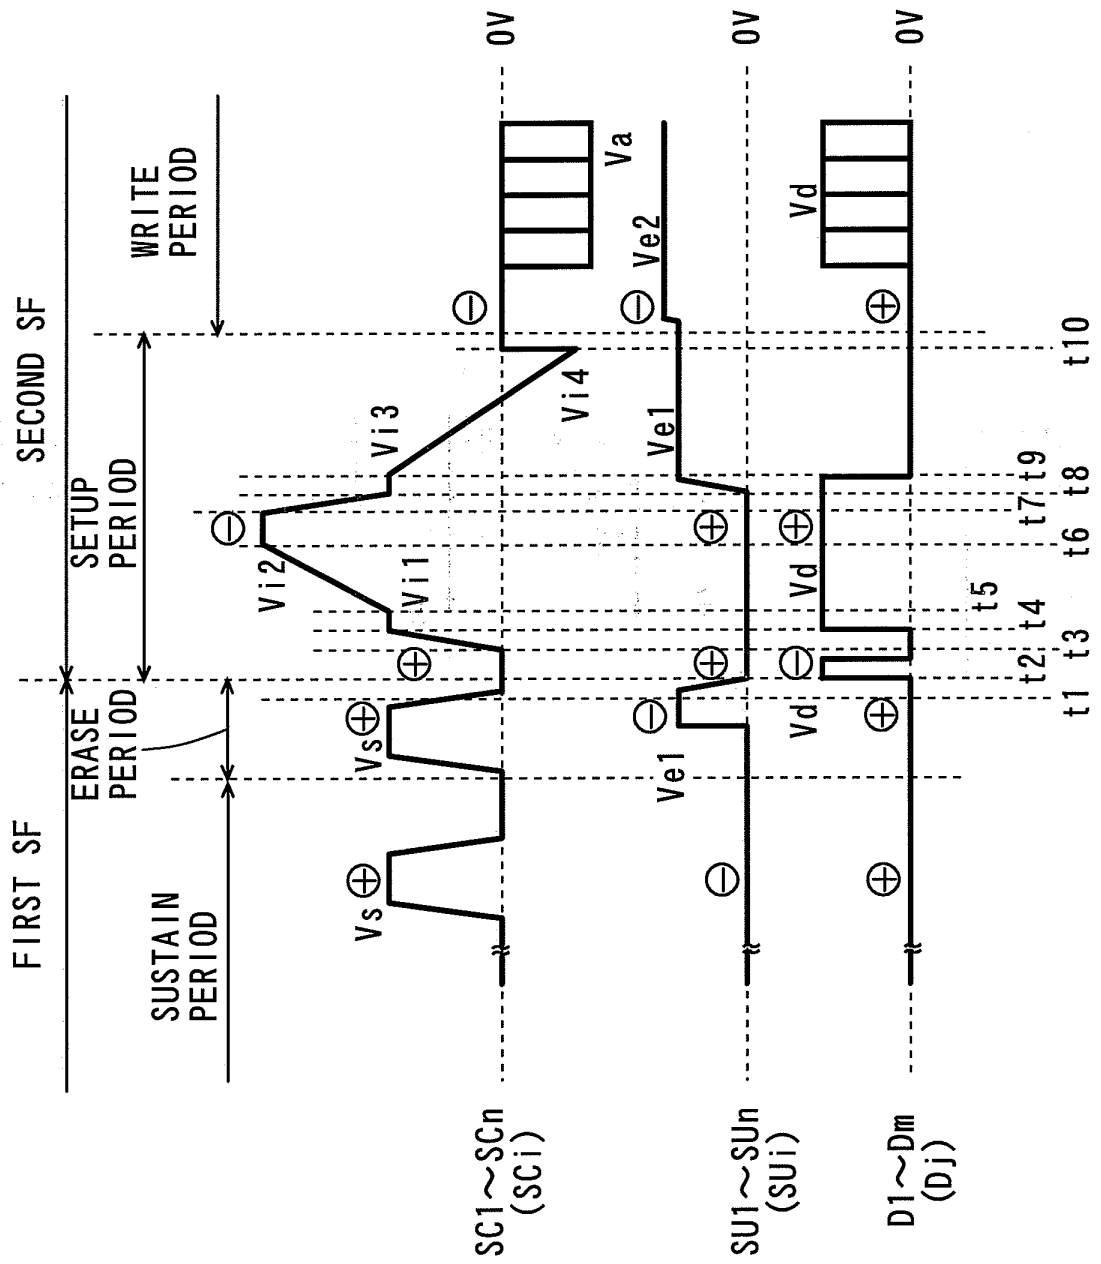 FIRST SF
SECOND SF
SUSTAIN
PERIOD
ERASE
PERIOD
SETUP
PERIOD
WRITE
PERIOD
SC1～SCn
(SCi)
Vs
Vs
Vi1
Vi2
Vi3
Vi4
Va
0V
SU1～SUn
(SUi)
Ve1
Ve1
Ve2
0V
D1～Dm
(Dj)
Vd
Vd
Vd
0V
t1
t2
t3
t4
t5
t6
t7
t8
t9
t10